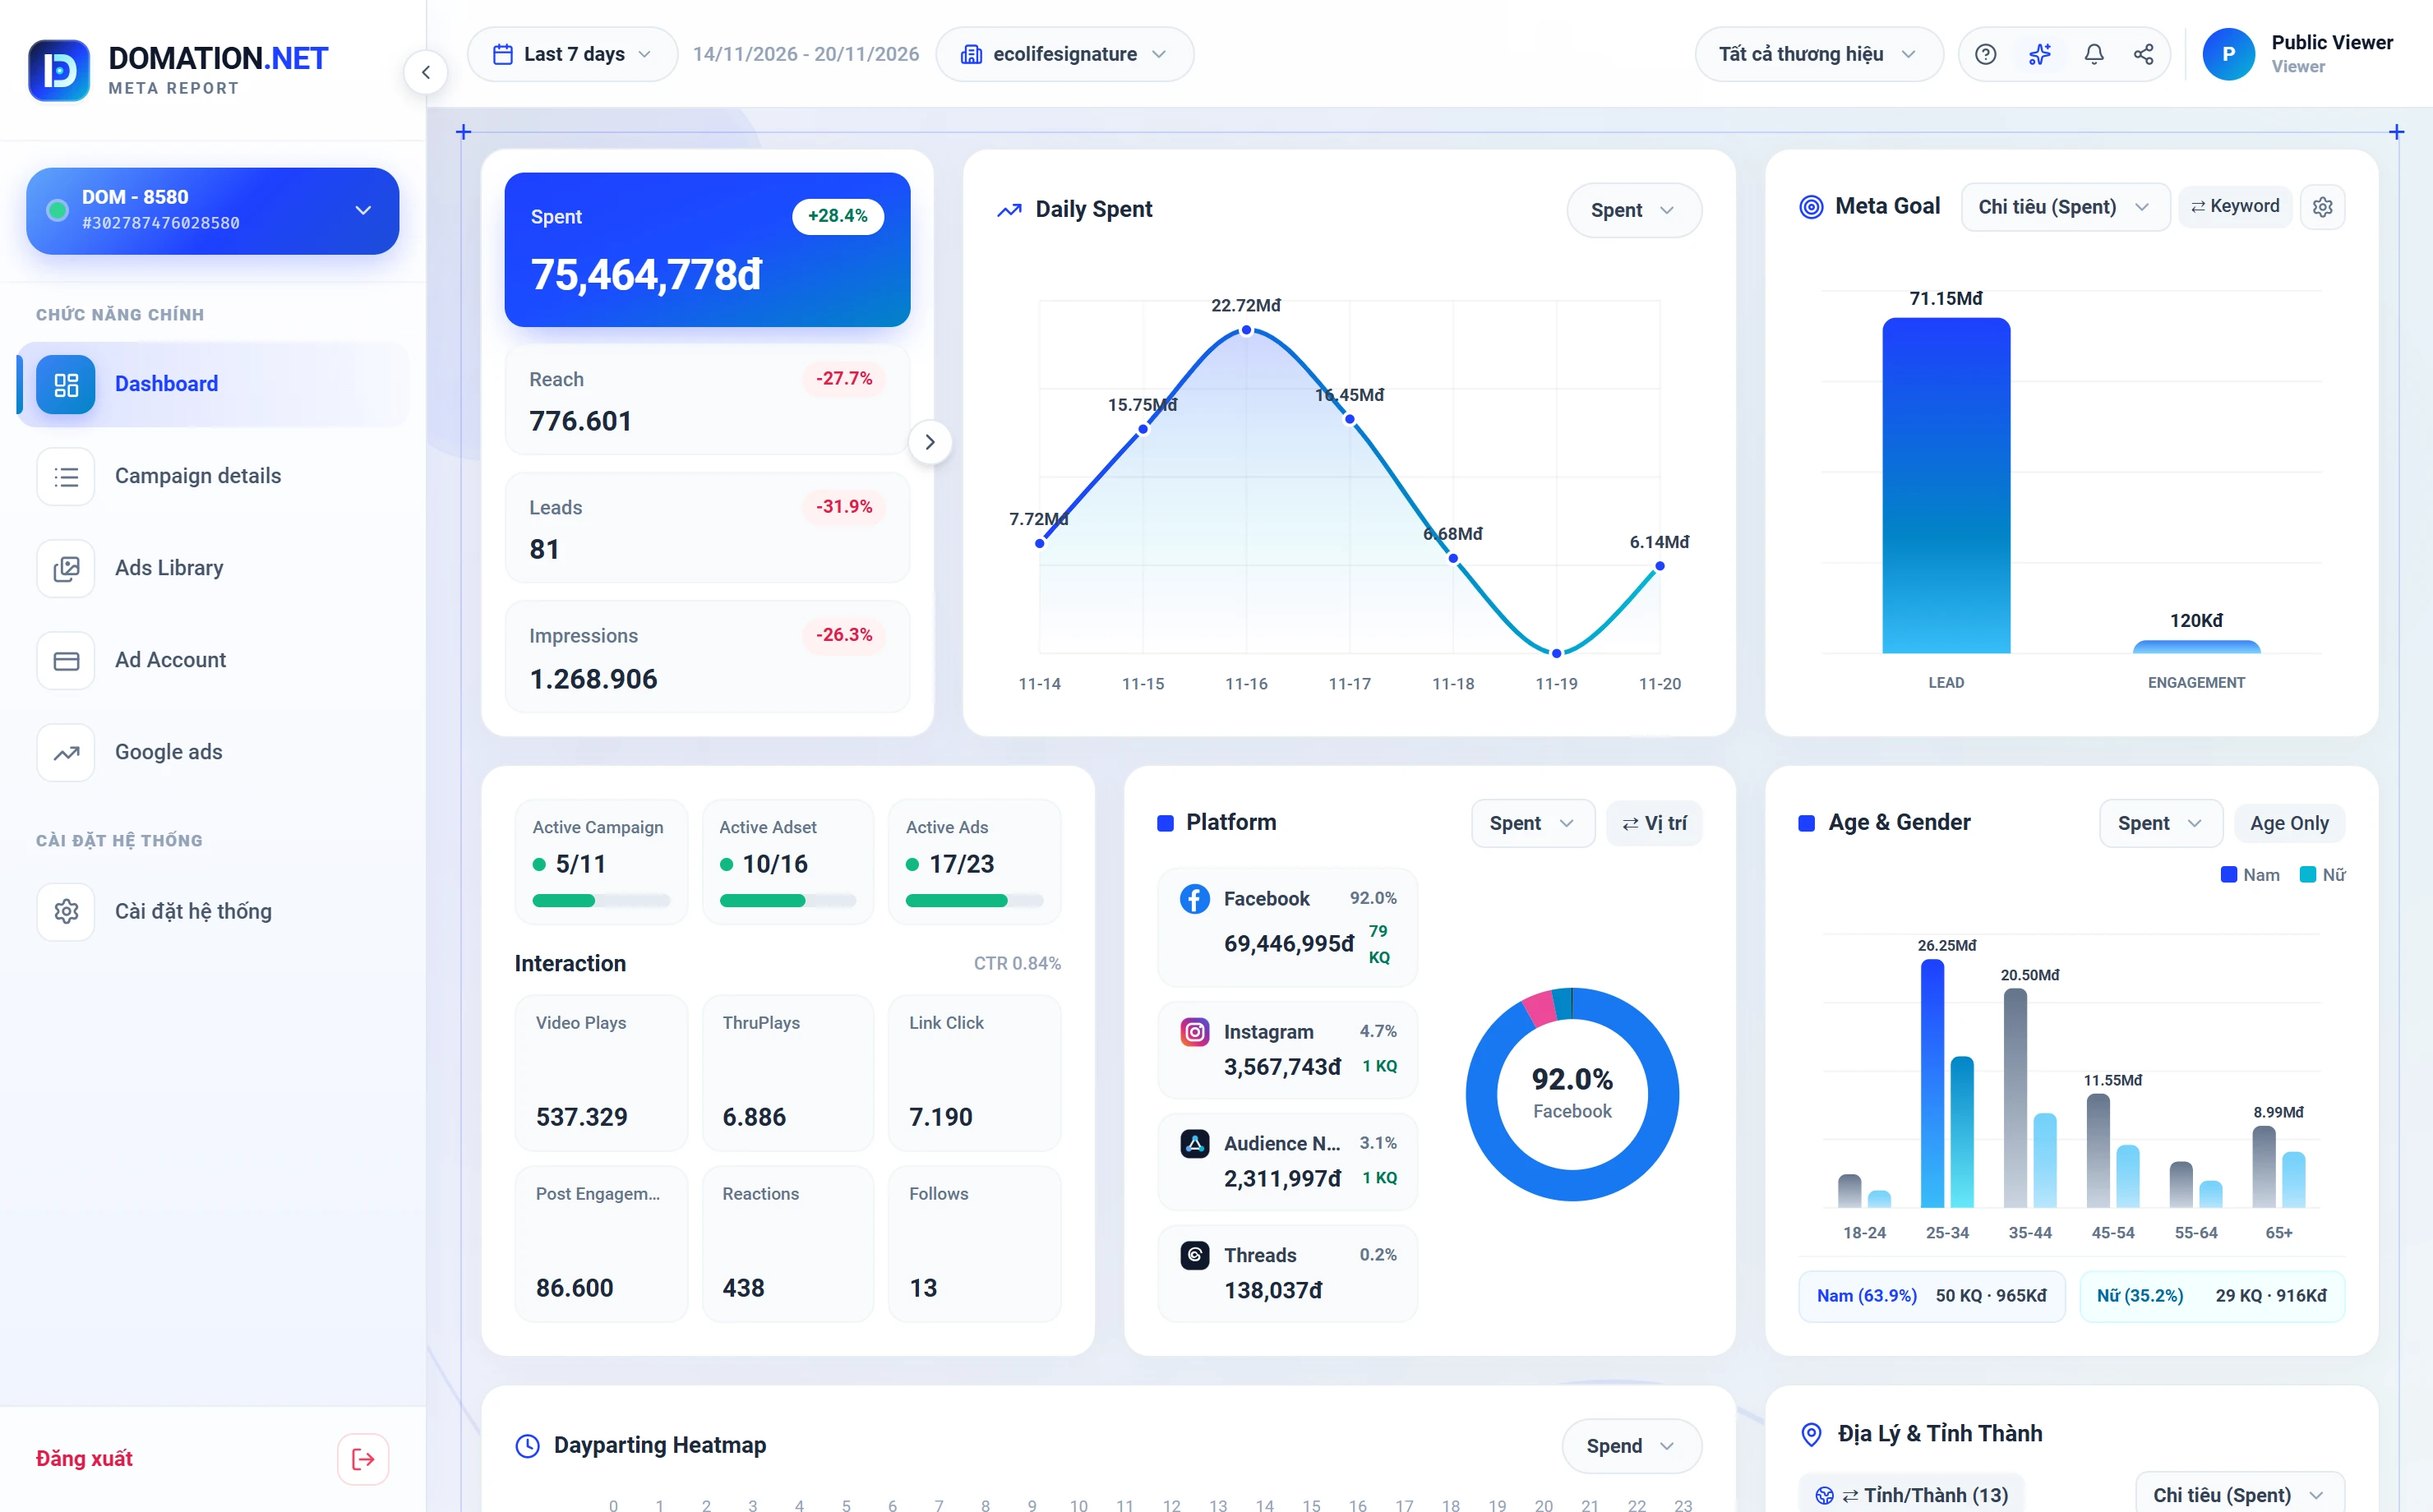 DOMATION.NET
META REPORT
DOM - 8580
#302787476028580
CHỨC NĂNG CHÍNH
Dashboard
Campaign details
Ads Library
Ad Account
Google ads
CÀI ĐẶT HỆ THỐNG
Cài đặt hệ thống
Đăng xuất
Last 7 days
14/11/2026 - 20/11/2026
ecolifesignature
Tất cả thương hiệu
P
Public Viewer
Viewer
Spent
+28.4%
75,464,778đ
Reach
-27.7%
776.601
Leads
-31.9%
81
Impressions
-26.3%
1.268.906
Daily Spent
Spent
22.72Mđ
16.45Mđ
15.75Mđ
7.72Mđ
6.68Mđ
6.14Mđ
11-14
11-15
11-16
11-17
11-18
11-19
11-20
Meta Goal
Chi tiêu (Spent)
⇄ Keyword
71.15Mđ
120Kđ
LEAD
ENGAGEMENT
Active Campaign
5/11
Active Adset
10/16
Active Ads
17/23
Interaction
CTR 0.84%
Video Plays
537.329
ThruPlays
6.886
Link Click
7.190
Post Engagem...
86.600
Reactions
438
Follows
13
Platform
Spent
⇄ Vị trí
Facebook
92.0%
69,446,995đ
79
KQ
Instagram
4.7%
3,567,743đ
1 KQ
Audience N...
3.1%
2,311,997đ
1 KQ
Threads
0.2%
138,037đ
92.0%
Facebook
Age & Gender
Spent
Age Only
Nam
Nữ
26.25Mđ
20.50Mđ
11.55Mđ
8.99Mđ
18-24
25-34
35-44
45-54
55-64
65+
Nam (63.9%)
50 KQ · 965Kđ
Nữ (35.2%)
29 KQ · 916Kđ
Dayparting Heatmap
Spend
0 1 2 3 4 5 6 7 8 9 10 11 12 13 14 15 16 17 18 19 20 21 22 23
Địa Lý & Tỉnh Thành
⇄ Tỉnh/Thành (13)
Chi tiêu (Spent)